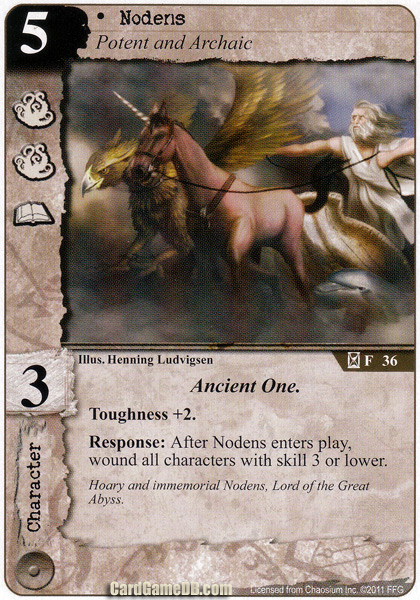 5
• Nodens
Potent and Archaic
Illus. Henning Ludvigsen
F 36
3
Ancient One.
Toughness +2.
Response: After Nodens enters play,
wound all characters with skill 3 or lower.
Hoary and immemorial Nodens, Lord of the Great
Abyss.
Character
CardGameDB.com
Licensed from Chaosium Inc. ©2011 FFG